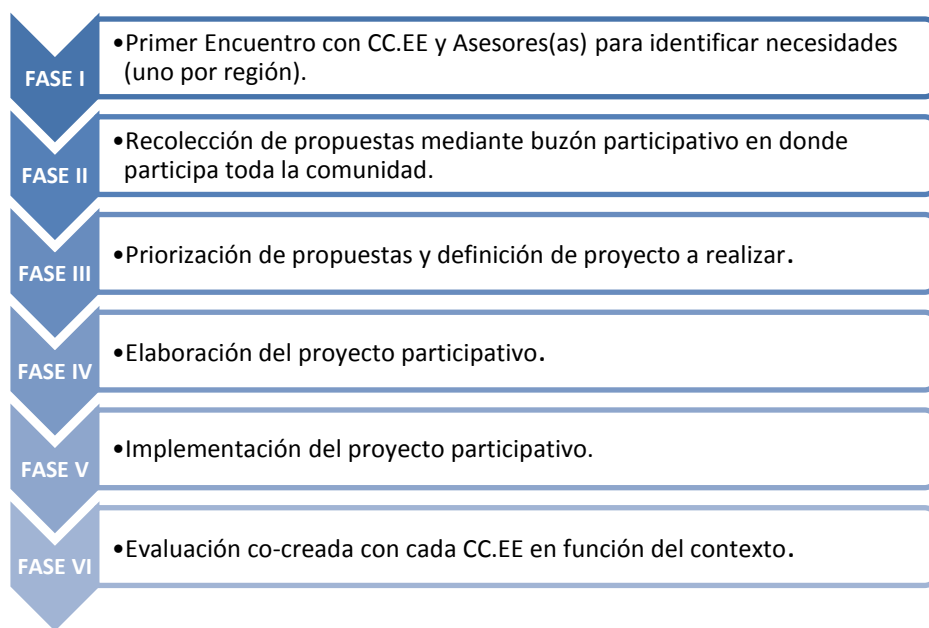 FASE I
•Primer Encuentro con CC.EE y Asesores(as) para identificar necesidades
(uno por región).
FASE II
•Recolección de propuestas mediante buzón participativo en donde
participa toda la comunidad.
FASE III
•Priorización de propuestas y definición de proyecto a realizar.
FASE IV
•Elaboración del proyecto participativo.
FASE V
•Implementación del proyecto participativo.
FASE VI
•Evaluación co-creada con cada CC.EE en función del contexto.